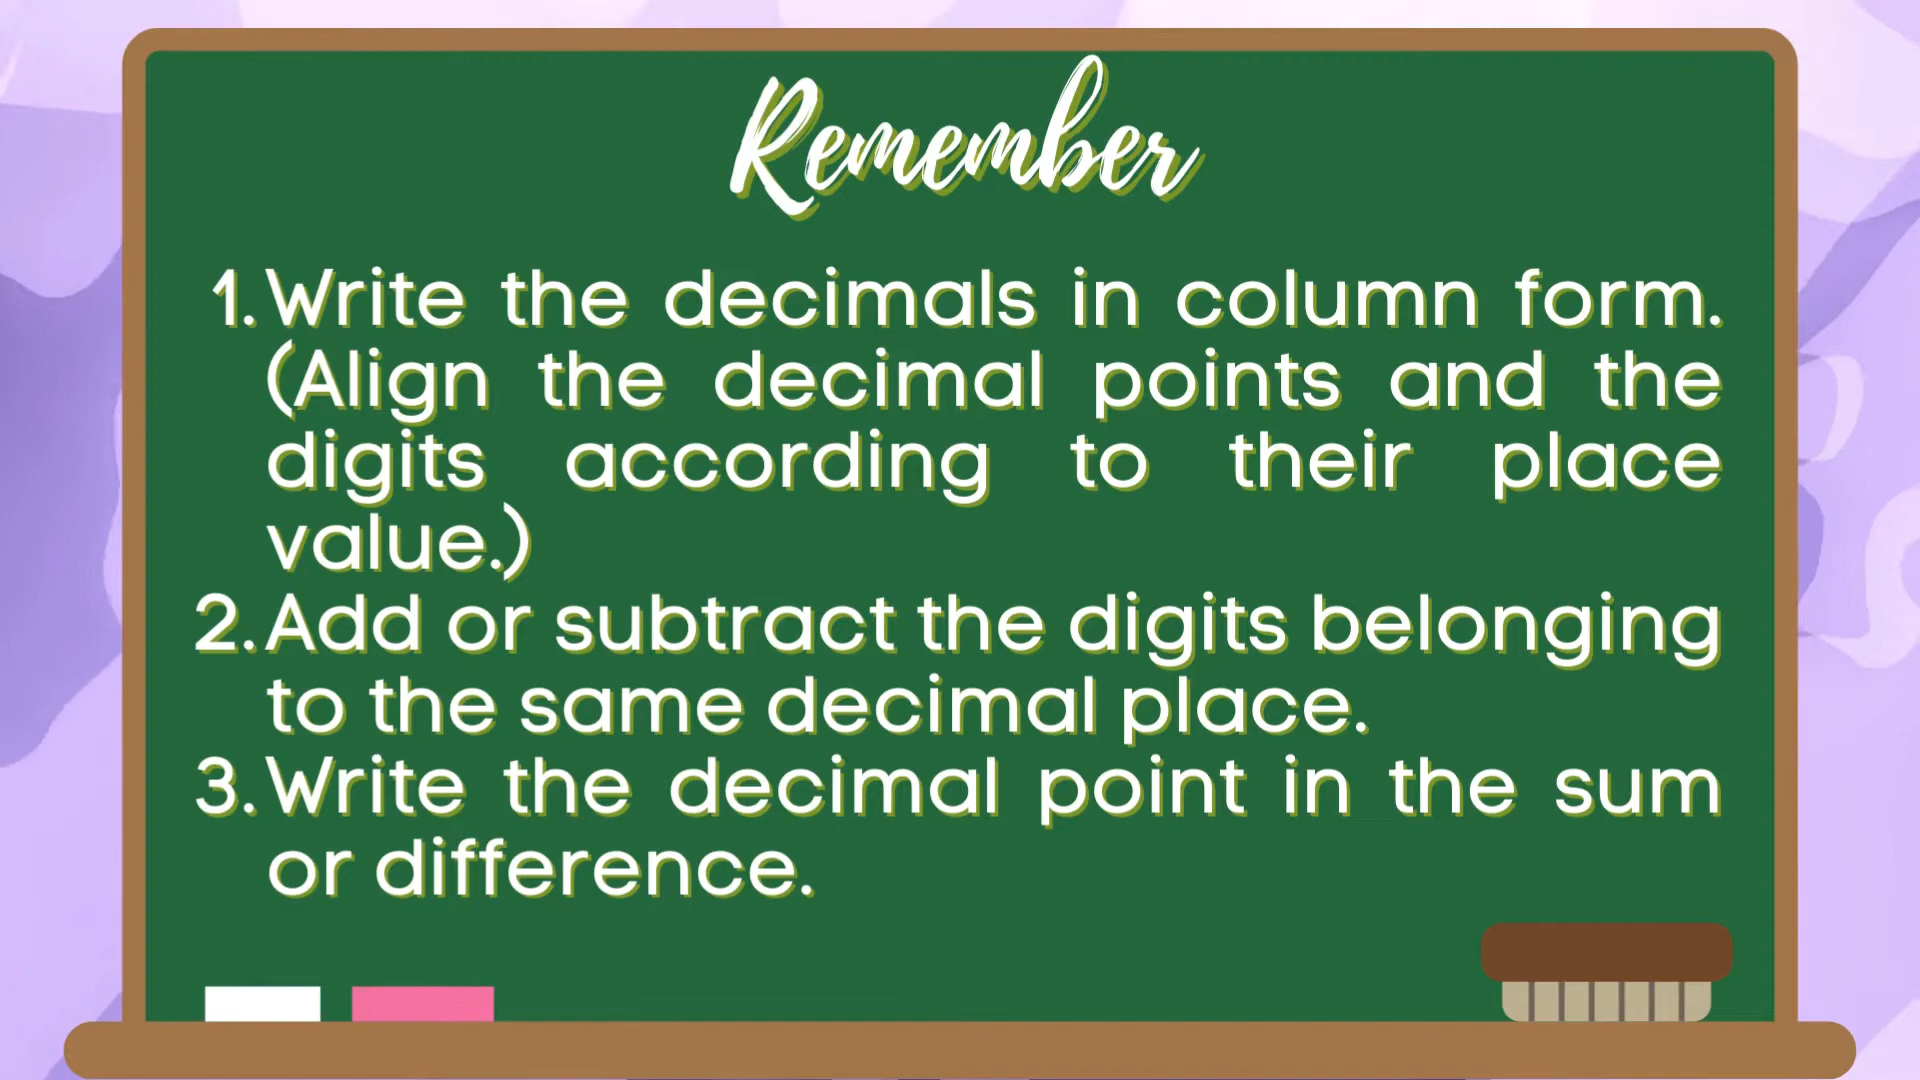 Remember
1. Write the decimals in column form.
(Align the decimal points and the
digits according to their place
value.)
2. Add or subtract the digits belonging
to the same decimal place.
3. Write the decimal point in the sum
or difference.